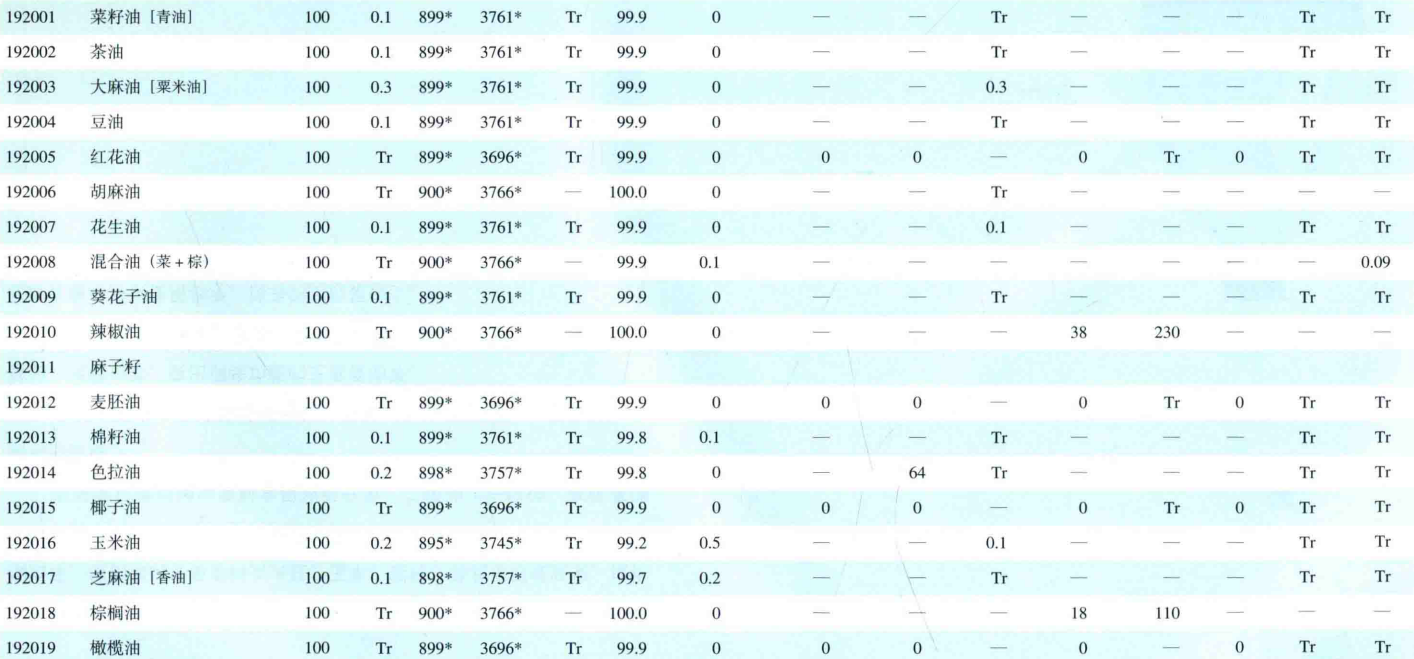 192001 菜籽油［青油］ 100 0.1 899* 3761* Tr 99.9 0 — — Tr — — — Tr Tr
192002 茶油 100 0.1 899* 3761* Tr 99.9 0 — — Tr — — — Tr Tr
192003 大麻油［粟米油］ 100 0.3 899* 3761* Tr 99.9 0 — — 0.3 — — — Tr Tr
192004 豆油 100 0.1 899* 3761* Tr 99.9 0 — — Tr — — — Tr Tr
192005 红花油 100 Tr 899* 3696* Tr 99.9 0 0 0 — 0 Tr 0 Tr Tr
192006 胡麻油 100 Tr 900* 3766* — 100.0 0 — — Tr — — — — —
192007 花生油 100 0.1 899* 3761* Tr 99.9 0 — — 0.1 — — — Tr Tr
192008 混合油（菜+棕） 100 Tr 900* 3766* — 99.9 0.1 — — — — — — — 0.09
192009 葵花子油 100 0.1 899* 3761* Tr 99.9 0 — — Tr — — — Tr Tr
192010 辣椒油 100 Tr 900* 3766* — 100.0 0 — — — 38 230 — — —
192011 麻子籽
192012 麦胚油 100 Tr 899* 3696* Tr 99.9 0 0 0 — 0 Tr 0 Tr Tr
192013 棉籽油 100 0.1 899* 3761* Tr 99.8 0.1 — — Tr — — — Tr Tr
192014 色拉油 100 0.2 898* 3757* Tr 99.8 0 — 64 Tr — — — Tr Tr
192015 椰子油 100 Tr 899* 3696* Tr 99.9 0 0 0 — 0 Tr 0 Tr Tr
192016 玉米油 100 0.2 895* 3745* Tr 99.2 0.5 — — 0.1 — — — Tr Tr
192017 芝麻油［香油］ 100 0.1 898* 3757* Tr 99.7 0.2 — — Tr — — — Tr Tr
192018 棕榈油 100 Tr 900* 3766* — 100.0 0 — — — 18 110 — — —
192019 橄榄油 100 Tr 899* 3696* Tr 99.9 0 0 0 — 0 — 0 Tr Tr